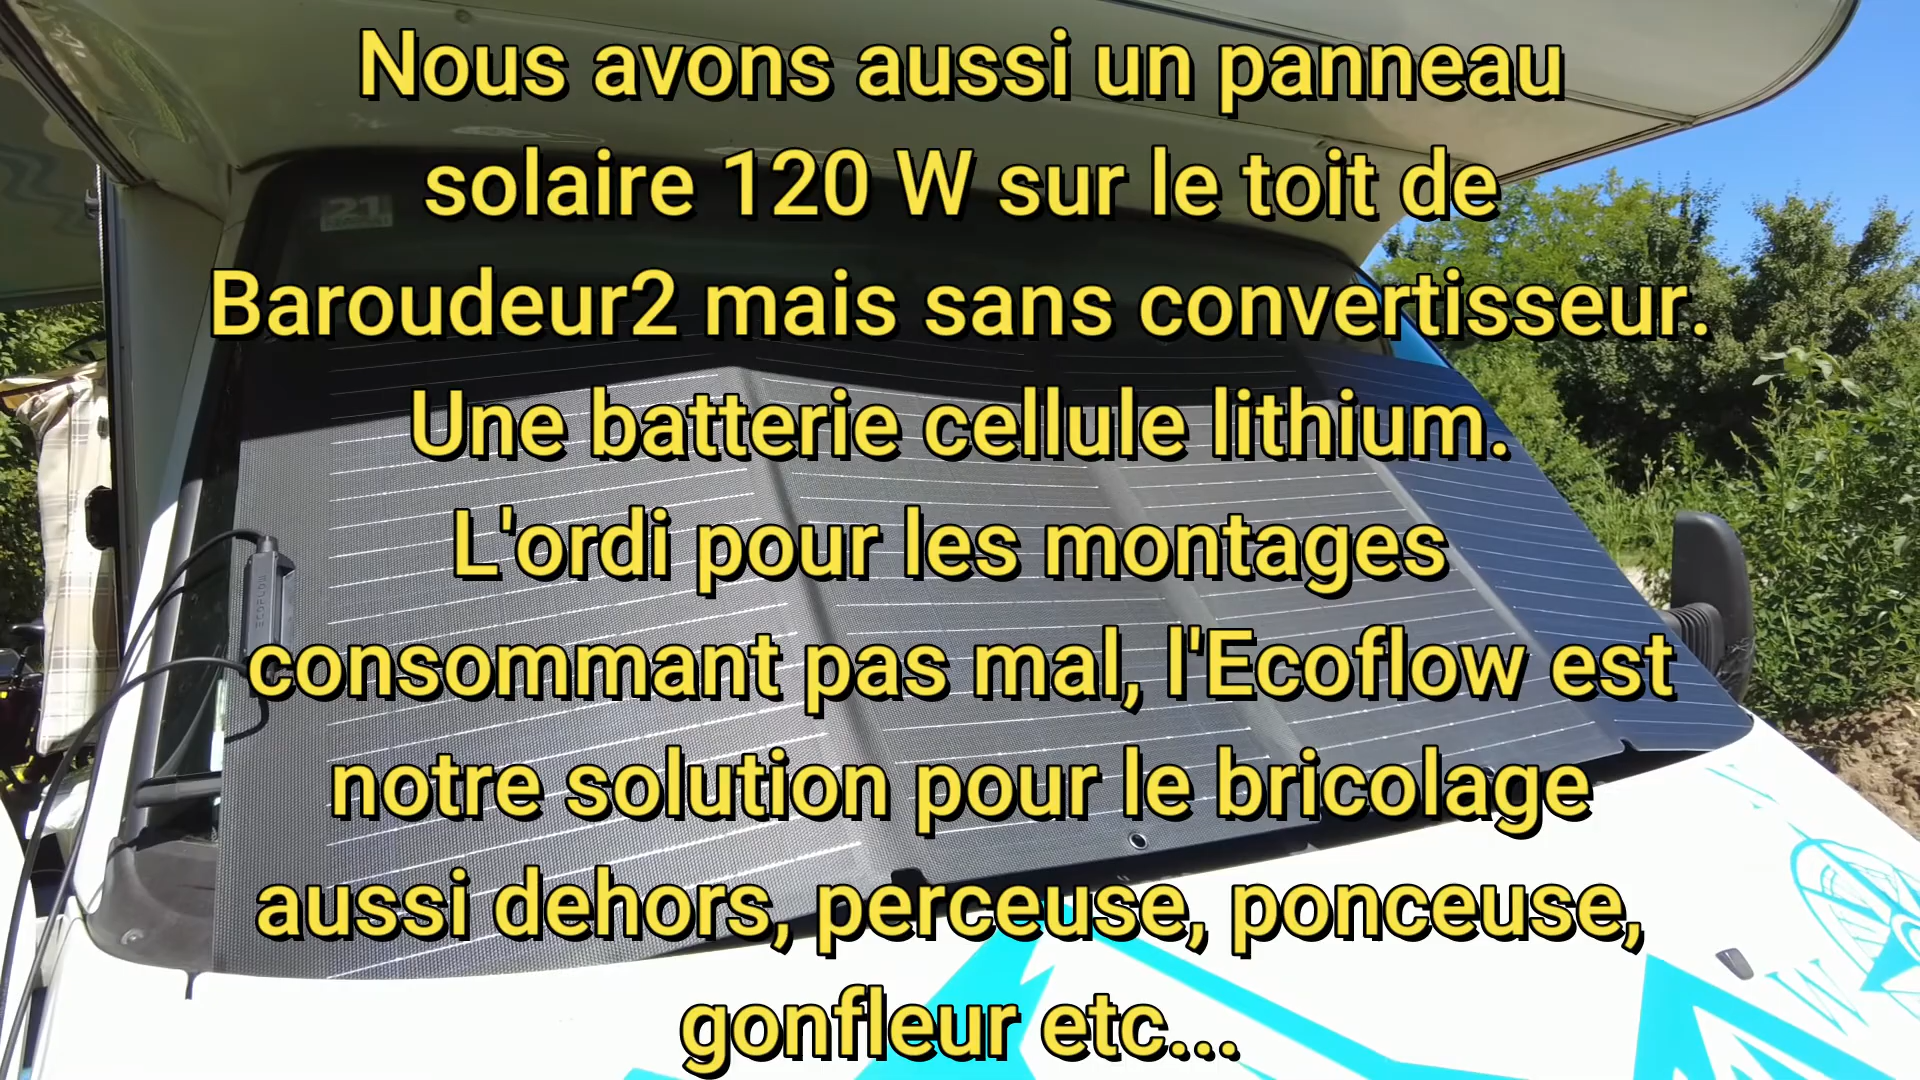 Nous avons aussi un panneau
solaire 120 W sur le toit de
Baroudeur2 mais sans convertisseur.
Une batterie cellule lithium.
L'ordi pour les montages
consommant pas mal, l'Ecoflow est
notre solution pour le bricolage
aussi dehors, perceuse, ponceuse,
gonfleur etc...
21
ECOFLOW
N
W